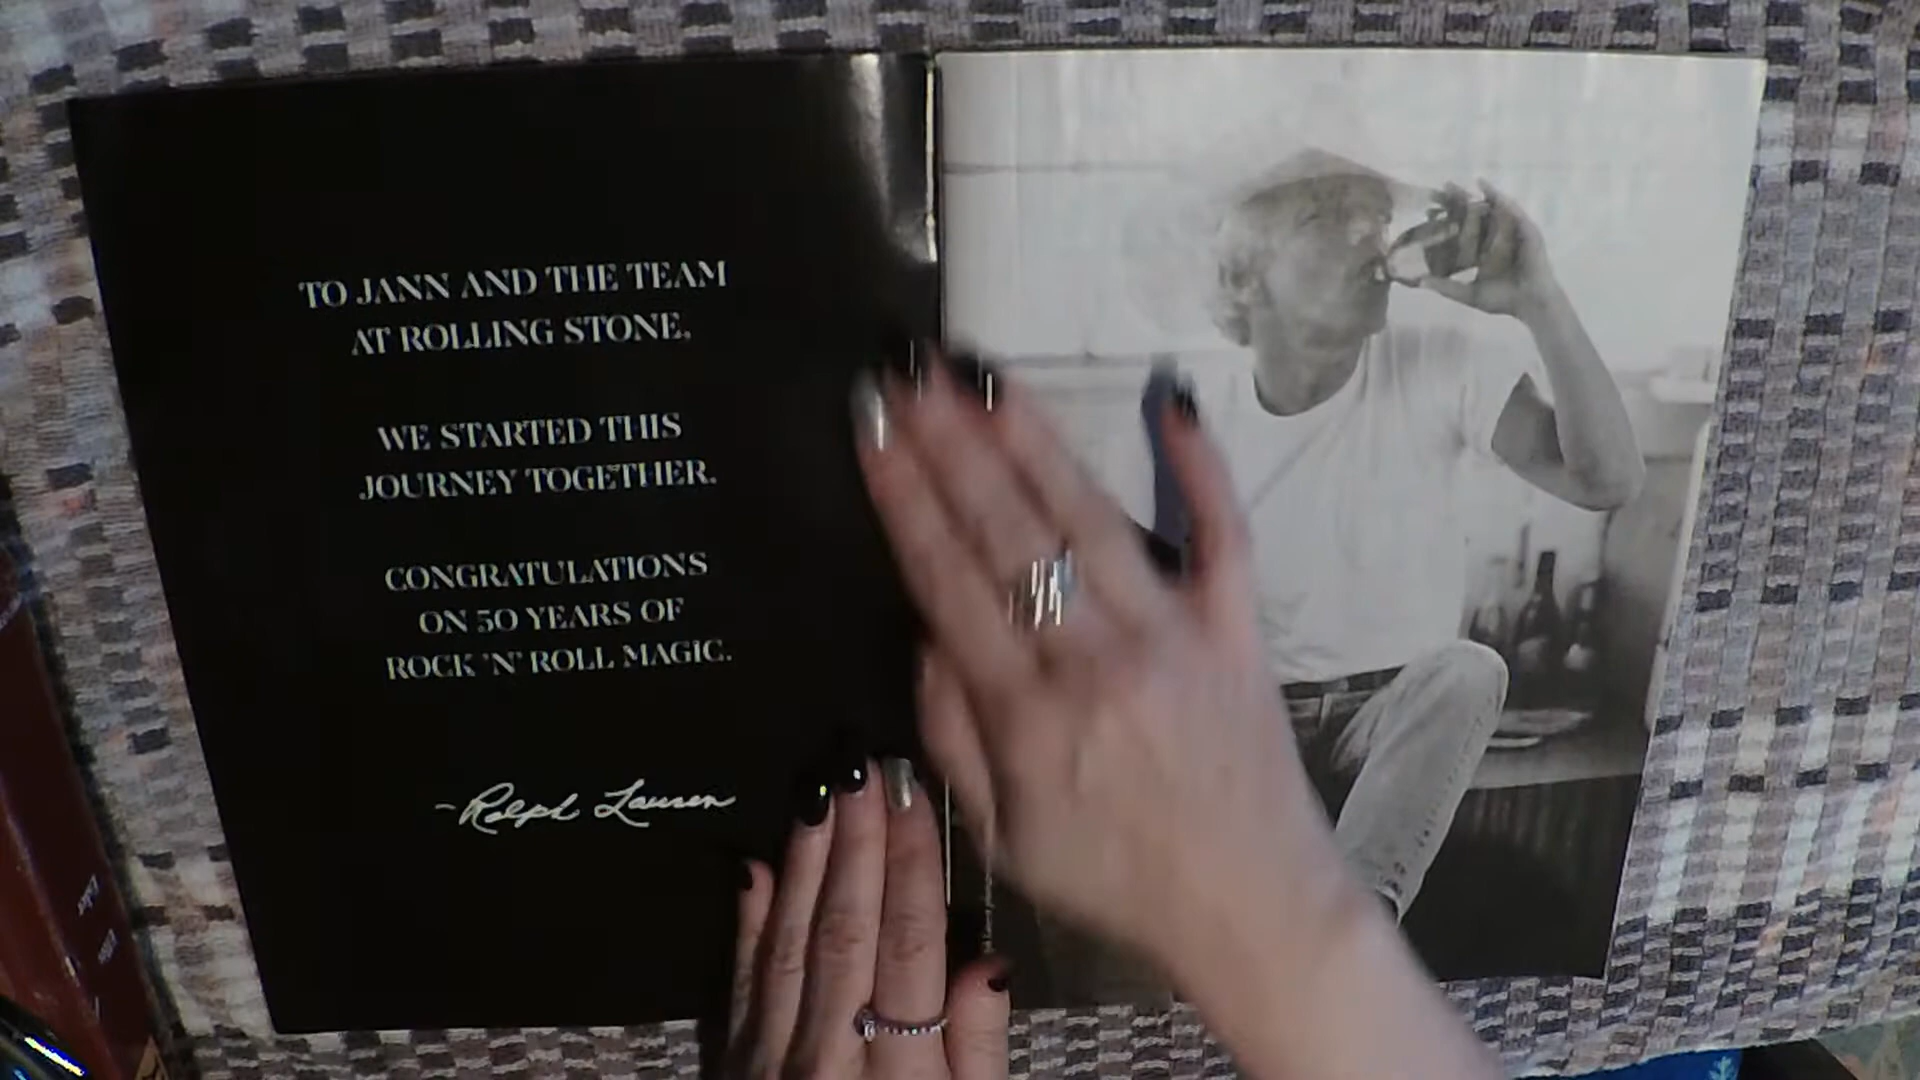 TO JANN AND THE TEAM
AT ROLLING STONE,
WE STARTED THIS
JOURNEY TOGETHER.
CONGRATULATIONS
ON 50 YEARS OF
ROCK 'N' ROLL MAGIC.
–Ralph Lauren